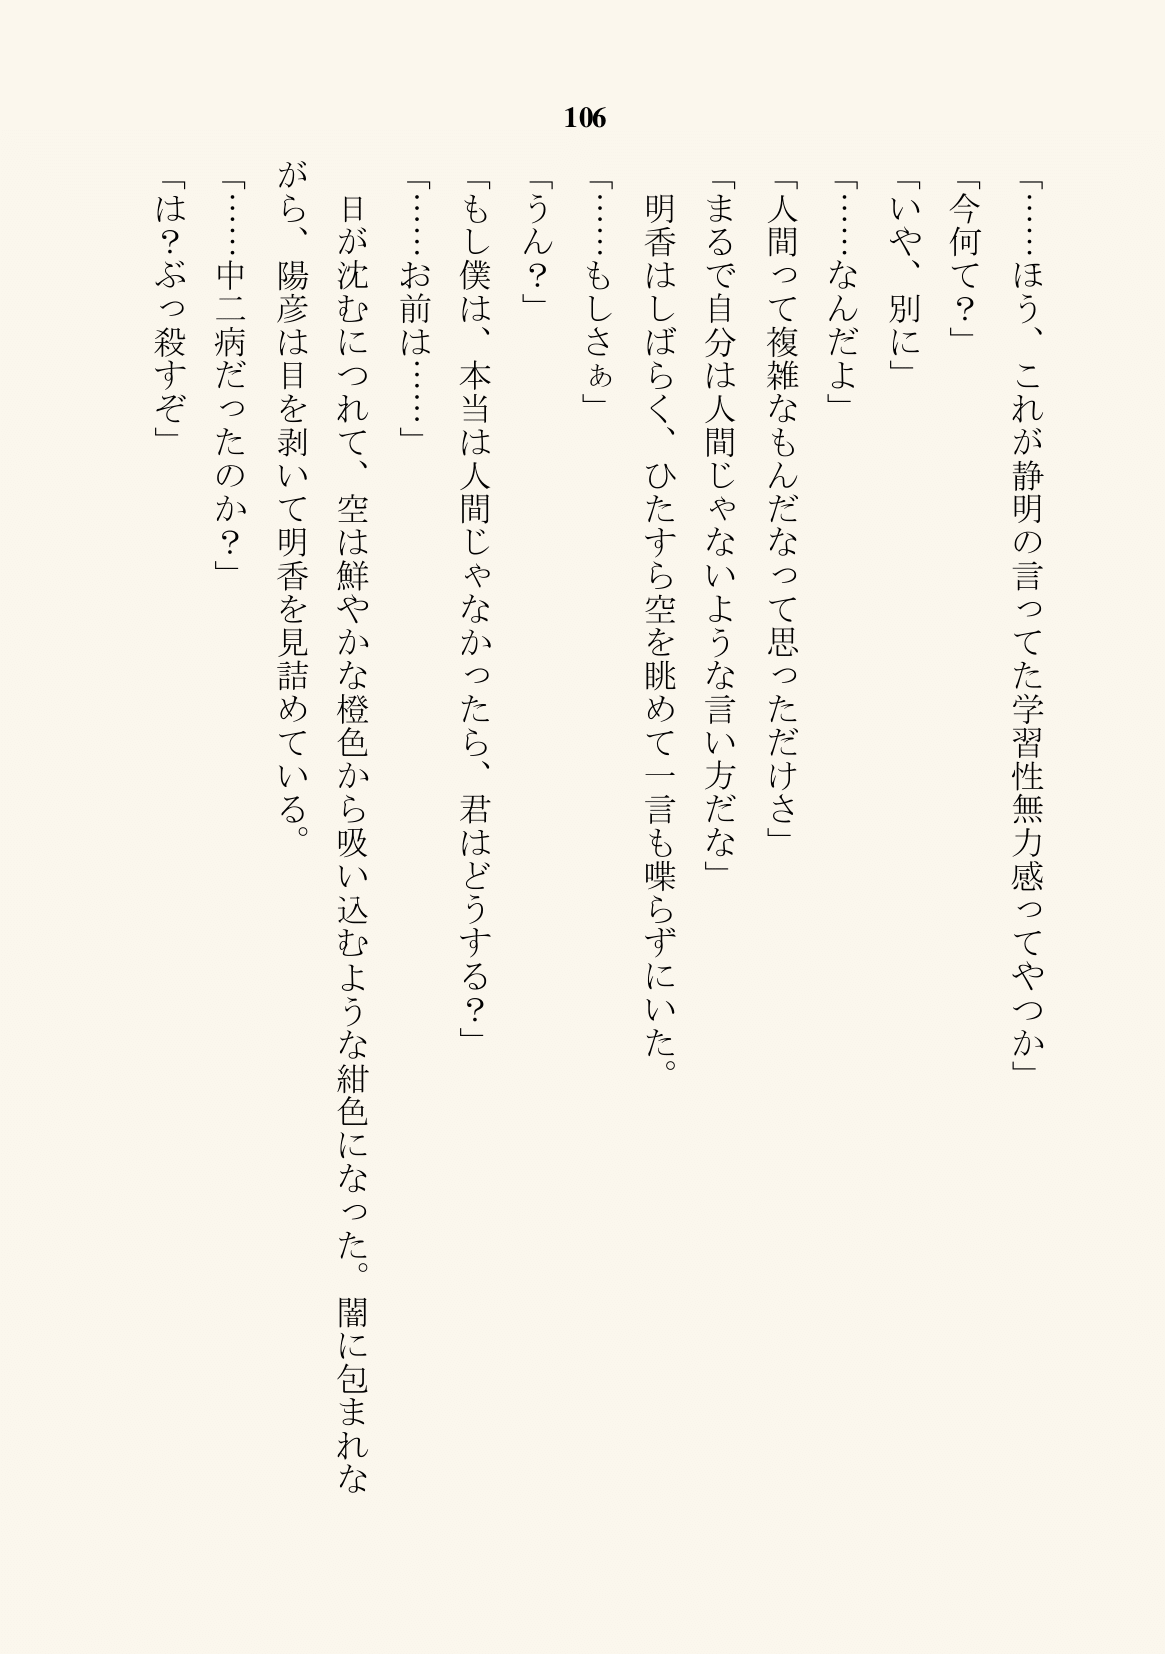 106
「……ほう、これが静明の言ってた学習性無力感ってやつか」
「今何て？」
「いや、別に」
「……なんだよ」
「人間って複雑なもんだなって思っただけさ」
「まるで自分は人間じゃないような言い方だな」
　明香はしばらく、ひたすら空を眺めて一言も喋らずにいた。
「……もしさぁ」
「うん？」
「もし僕は、本当は人間じゃなかったら、君はどうする？」
「……お前は……」
　日が沈むにつれて、空は鮮やかな橙色から吸い込むような紺色になった。闇に包まれな
がら、陽彦は目を剥いて明香を見詰めている。
「……中二病だったのか？」
「は？ぶっ殺すぞ」